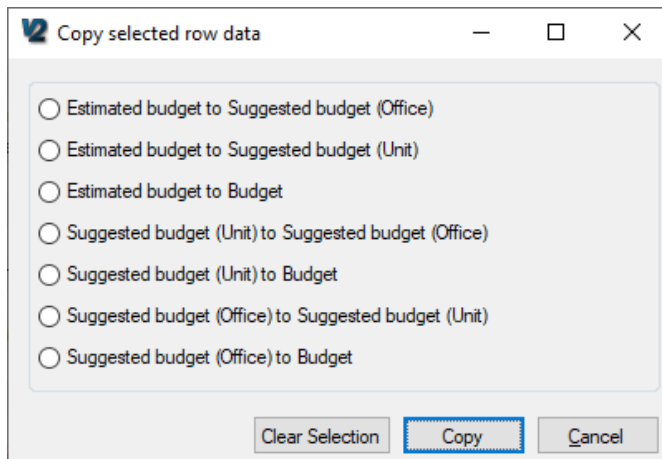 V2 Copy selected row data
Estimated budget to Suggested budget (Office)
Estimated budget to Suggested budget (Unit)
Estimated budget to Budget
Suggested budget (Unit) to Suggested budget (Office)
Suggested budget (Unit) to Budget
Suggested budget (Office) to Suggested budget (Unit)
Suggested budget (Office) to Budget
Clear Selection Copy Cancel